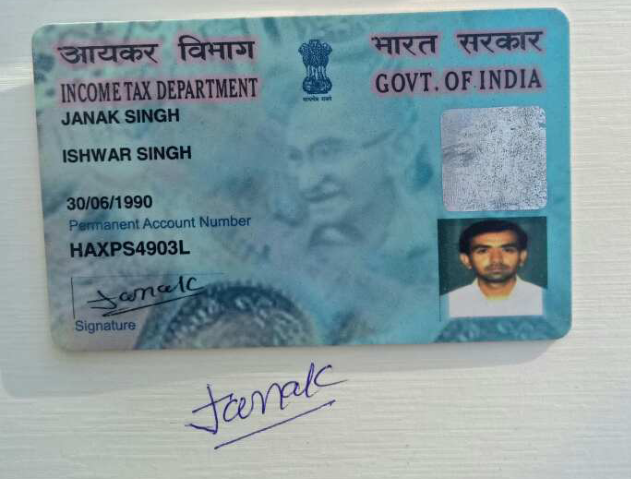 आयकर विभाग
भारत सरकार
INCOME TAX DEPARTMENT
GOVT. OF INDIA
JANAK SINGH
ISHWAR SINGH
30/06/1990
Permanent Account Number
HAXPS4903L
Janak
Signature
Janak